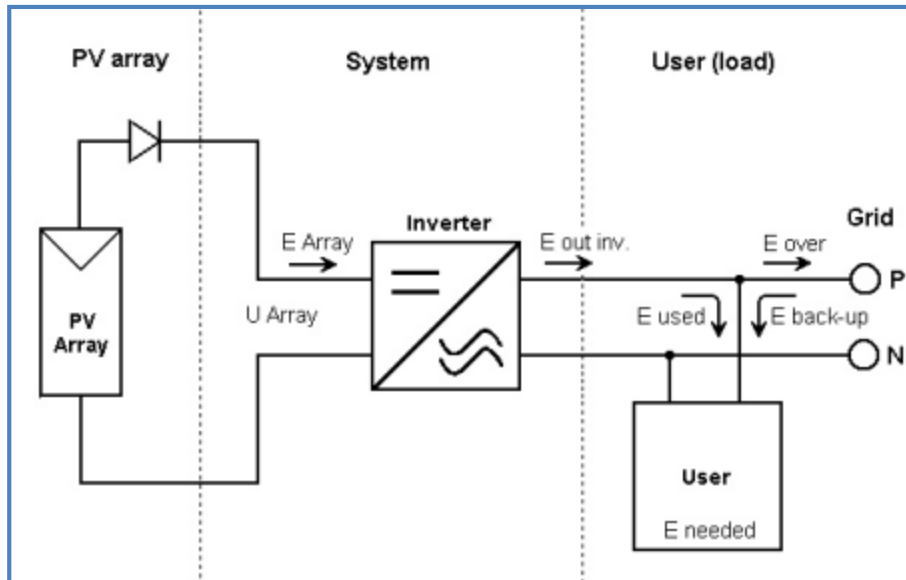 PV array
System
User (load)
Inverter
Grid
E Array
E out inv.
E over
P
U Array
E used
E back-up
PV
Array
N
User
E needed